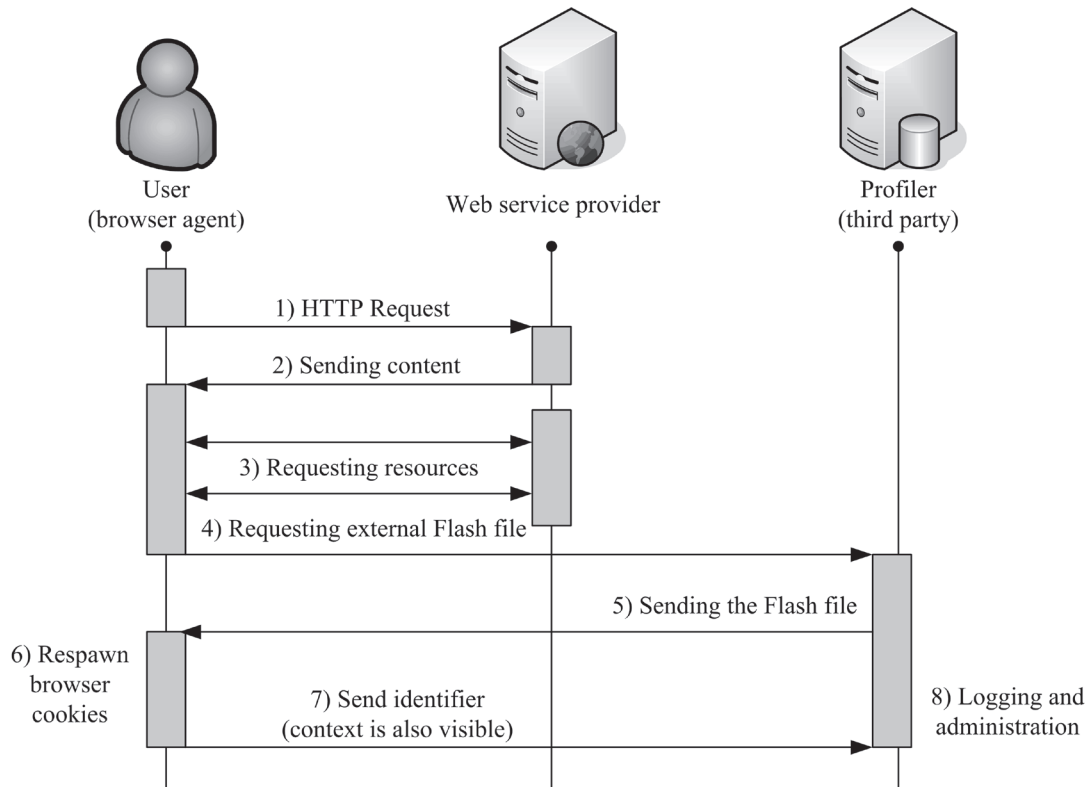 User
(browser agent)
Web service provider
Profiler
(third party)
1) HTTP Request
2) Sending content
3) Requesting resources
4) Requesting external Flash file
5) Sending the Flash file
6) Respawn
browser
cookies
7) Send identifier
(context is also visible)
8) Logging and
administration